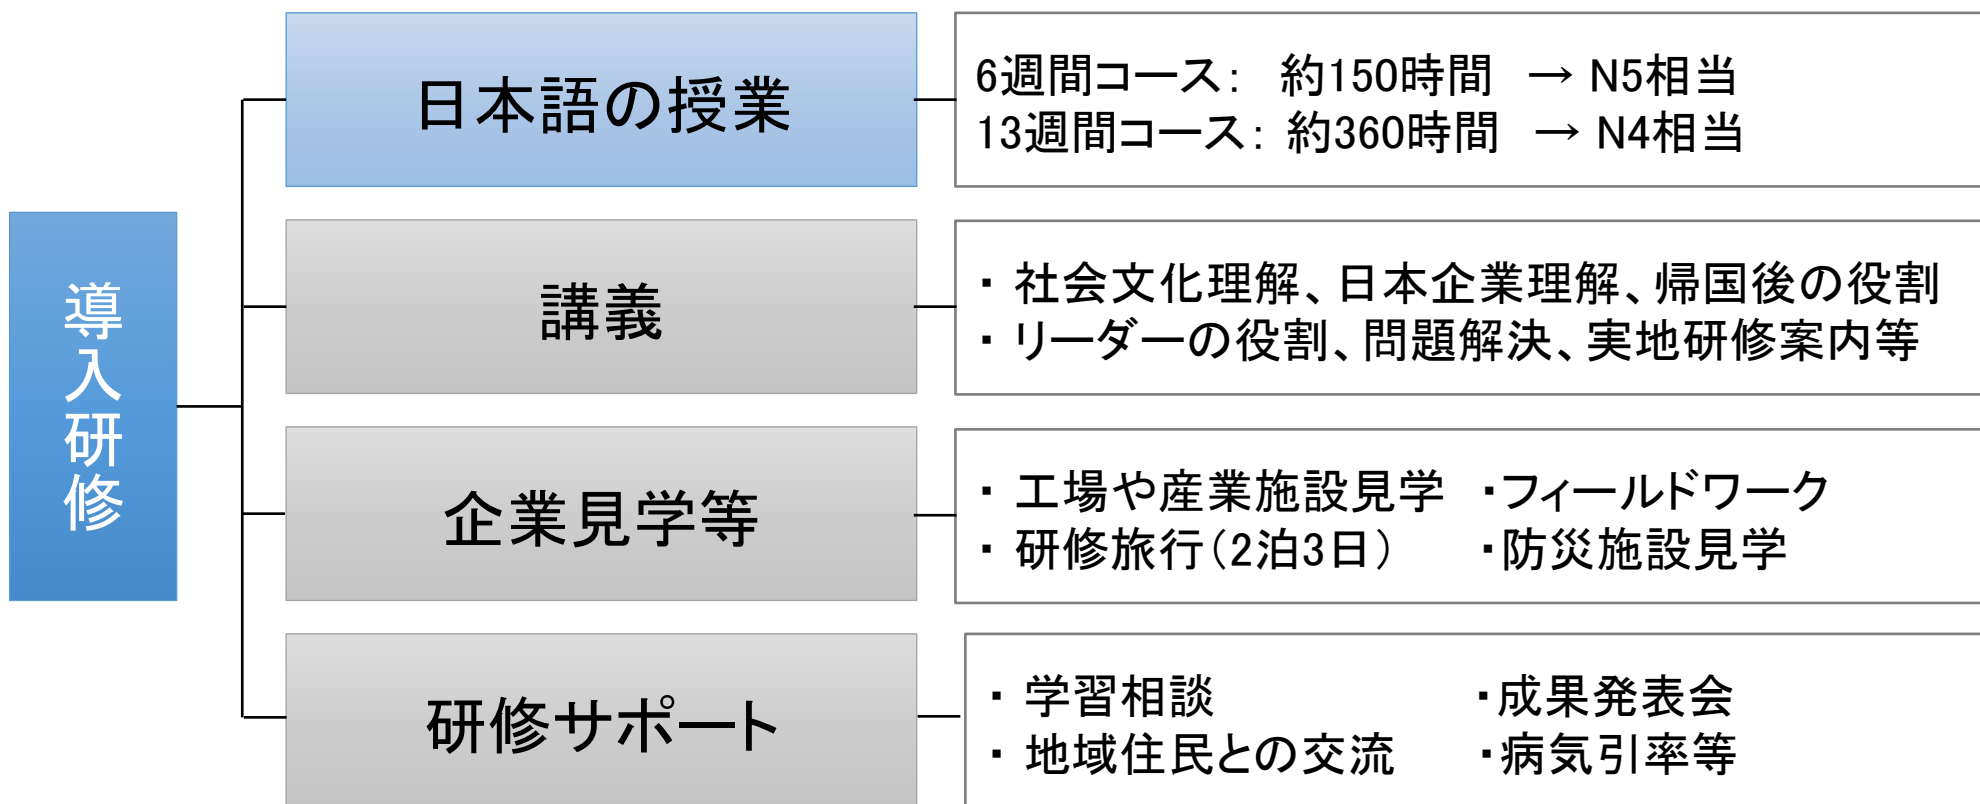 導入研修
日本語の授業
6週間コース： 約150時間 → N5相当
13週間コース：約360時間 → N4相当
講義
・ 社会文化理解、日本企業理解、帰国後の役割
・ リーダーの役割、問題解決、実地研修案内等
企業見学等
・ 工場や産業施設見学 ・フィールドワーク
・ 研修旅行（2泊3日） ・防災施設見学
研修サポート
・ 学習相談 ・成果発表会
・ 地域住民との交流 ・病気引率等